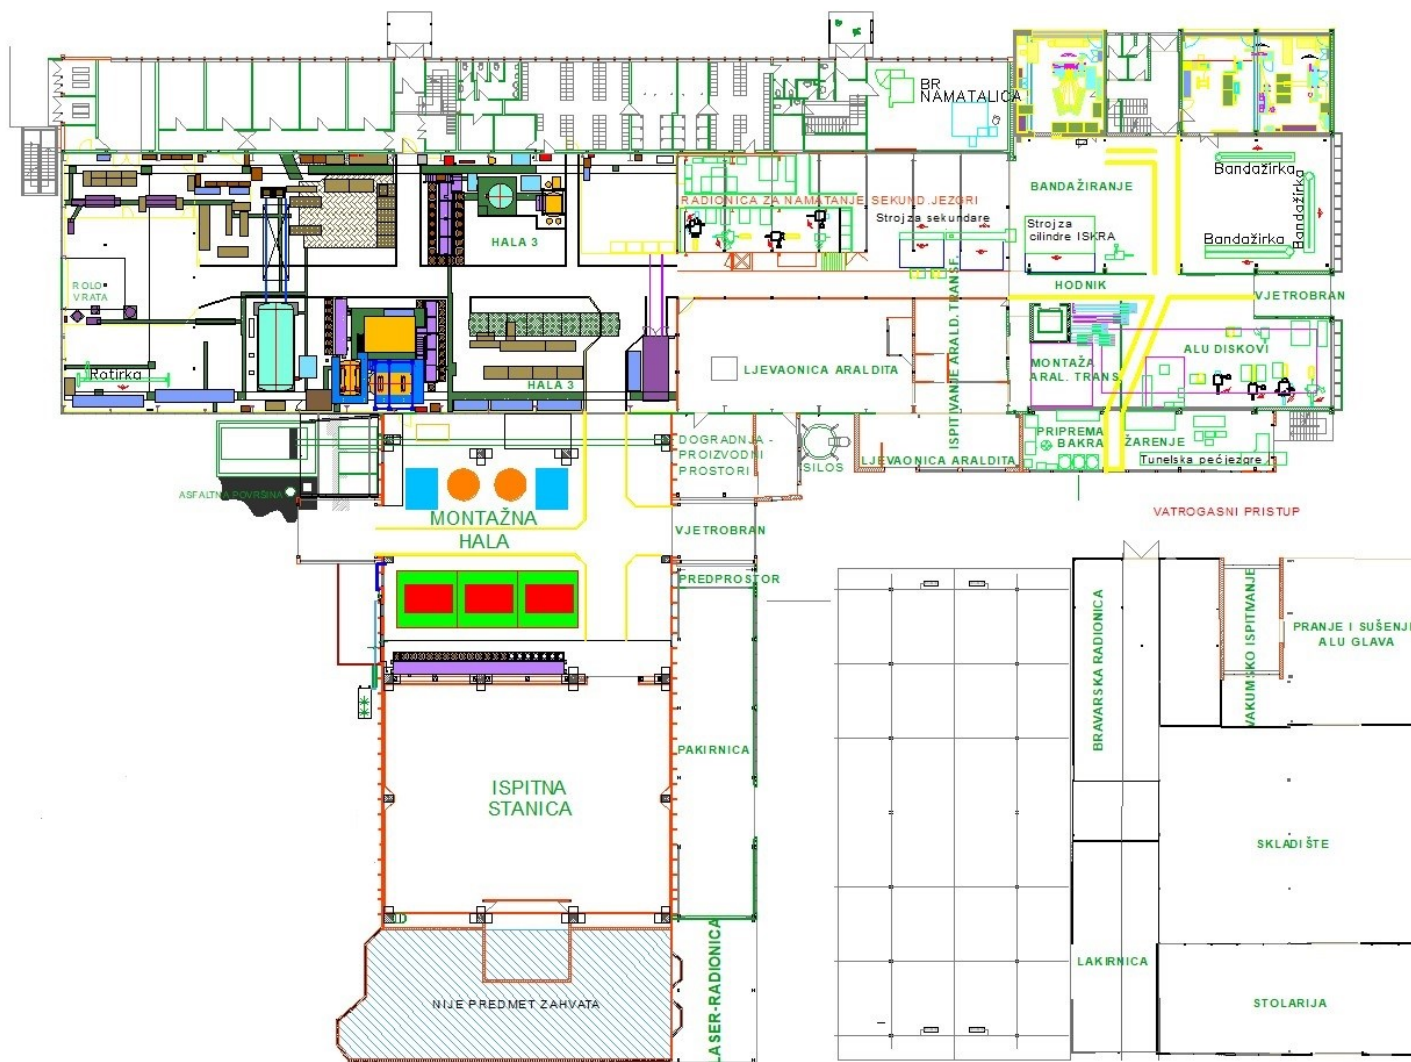 BR
NAMATALICA
RADIONICA ZA NAMATANJE SEKUND.JEZGRI
Stroj za sekundare
BANDAŽIRANJE
Stroj za
cilindre ISKRA
Bandažirka
Bandažirka
Bandažirka
HALA 3
ROLO
VRATA
HODNIK
VJETROBRAN
ISPITIVANJE ARALD. TRANSF.
LJEVAONICA ARALDITA
MONTAŽA
ARAL. TRANS
ALU DISKOVI
Rotirka
HALA 3
DOGRADNJA -
PROIZVODNI
PROSTORI
SILOS
LJEVAONICA ARALDITA
PRIPREMA
BAKRA
ŽARENJE
Tunelska peć jezgre
ASFALTNA POVRŠINA
MONTAŽNA
HALA
VJETROBRAN
PREDPROSTOR
VATROGASNI PRISTUP
BRAVARSKA RADIONICA
VAKUMSKO ISPITIVANJE
PRANJE I SUŠENJE
ALU GLAVA
PAKIRNICA
ISPITNA
STANICA
SKLADIŠTE
LASER-RADIONICA
LAKIRNICA
STOLARIJA
NIJE PREDMET ZAHVATA